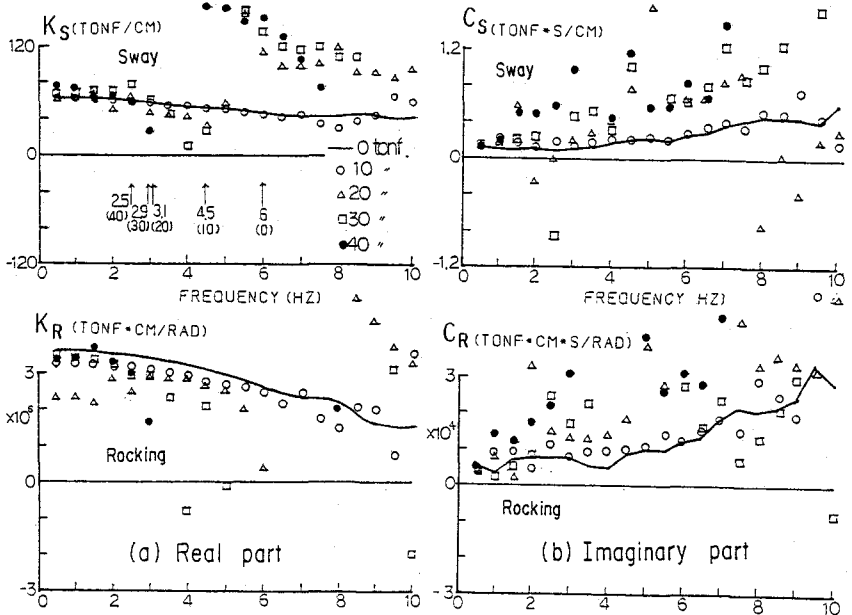 KS(TONF/CM)
120
0
-120
Sway
0 tonf.
10 〃
20 〃
30 〃
40 〃
2.5
(40)
2.9
(30)
3.1
(20)
4.5
(10)
6
(0)
0 2 4 6 8 10
FREQUENCY (HZ)
CS(TONF*S/CM)
1.2
0
-1.2
Sway
0 2 4 6 8 10
FREQUENCY HZ)
KR (TONF*CM/RAD)
3
×10⁶
0
-3
Rocking
(a) Real part
0 2 4 6 8 10
CR(TONF*CM*S/RAD)
3
×10⁴
0
-3
Rocking
(b) Imaginary part
0 2 4 6 8 10